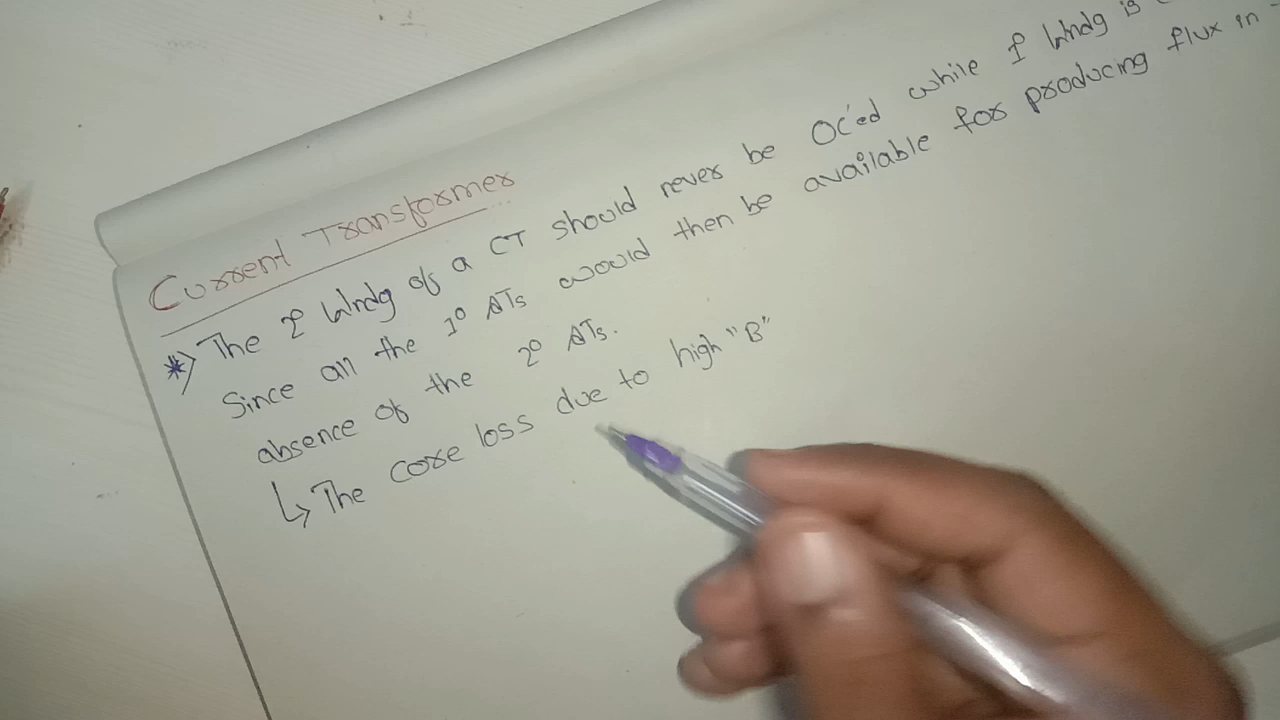 Current Transformer
*) The 2° Wndg of a CT should never be OC'ed while 1° Wndg is
Since all the 1° ATs would then be available for producing flux in
absence of the 2° ATs.
↳ The core loss due to high "B"